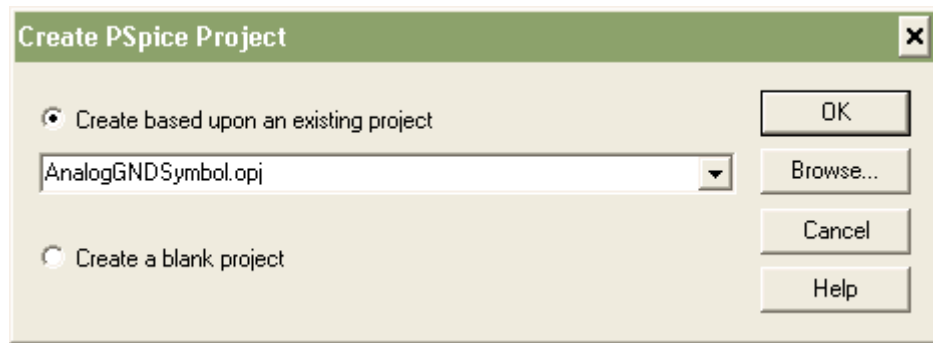 Create PSpice Project
Create based upon an existing project
OK
AnalogGNDSymbol.opj
Browse...
Cancel
Create a blank project
Help